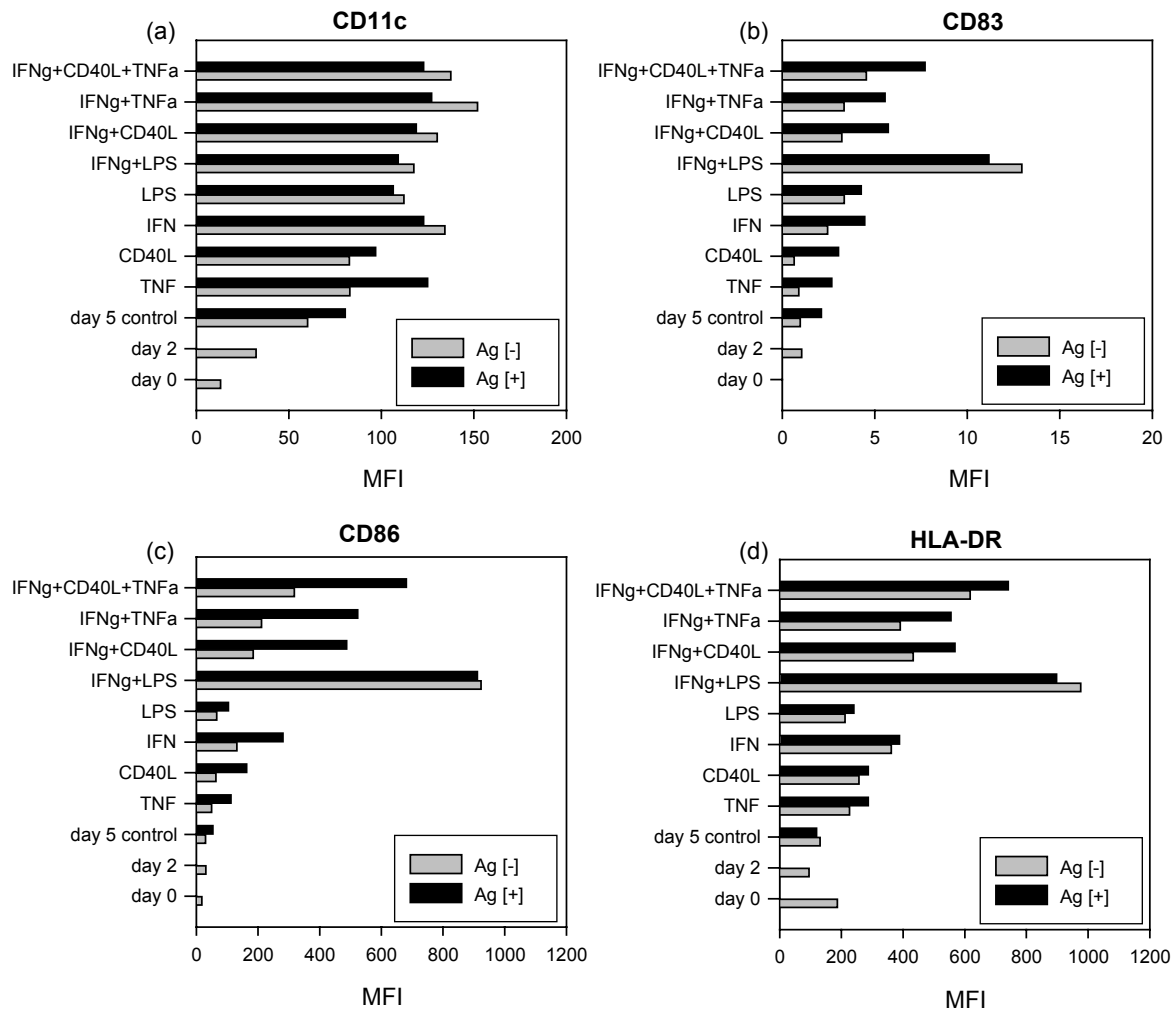 (a)
CD11c
IFNg+CD40L+TNFa
IFNg+TNFa
IFNg+CD40L
IFNg+LPS
LPS
IFN
CD40L
TNF
day 5 control
day 2
day 0
Ag [-]
Ag [+]
0 50 100 150 200
MFI
(b)
CD83
IFNg+CD40L+TNFa
IFNg+TNFa
IFNg+CD40L
IFNg+LPS
LPS
IFN
CD40L
TNF
day 5 control
day 2
day 0
Ag [-]
Ag [+]
0 5 10 15 20
MFI
(c)
CD86
IFNg+CD40L+TNFa
IFNg+TNFa
IFNg+CD40L
IFNg+LPS
LPS
IFN
CD40L
TNF
day 5 control
day 2
day 0
Ag [-]
Ag [+]
0 200 400 600 800 1000 1200
MFI
(d)
HLA-DR
IFNg+CD40L+TNFa
IFNg+TNFa
IFNg+CD40L
IFNg+LPS
LPS
IFN
CD40L
TNF
day 5 control
day 2
day 0
Ag [-]
Ag [+]
0 200 400 600 800 1000 1200
MFI